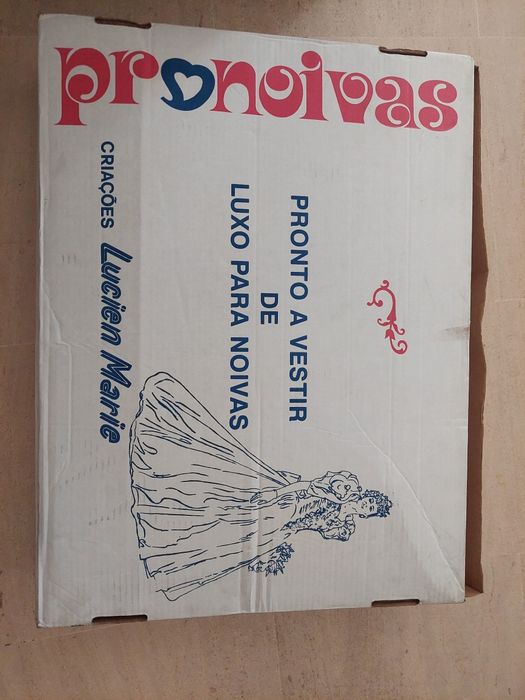 pronoivas
PRONTO A VESTIR
DE
LUXO PARA NOIVAS
CRIAÇÕES Lucien Marie